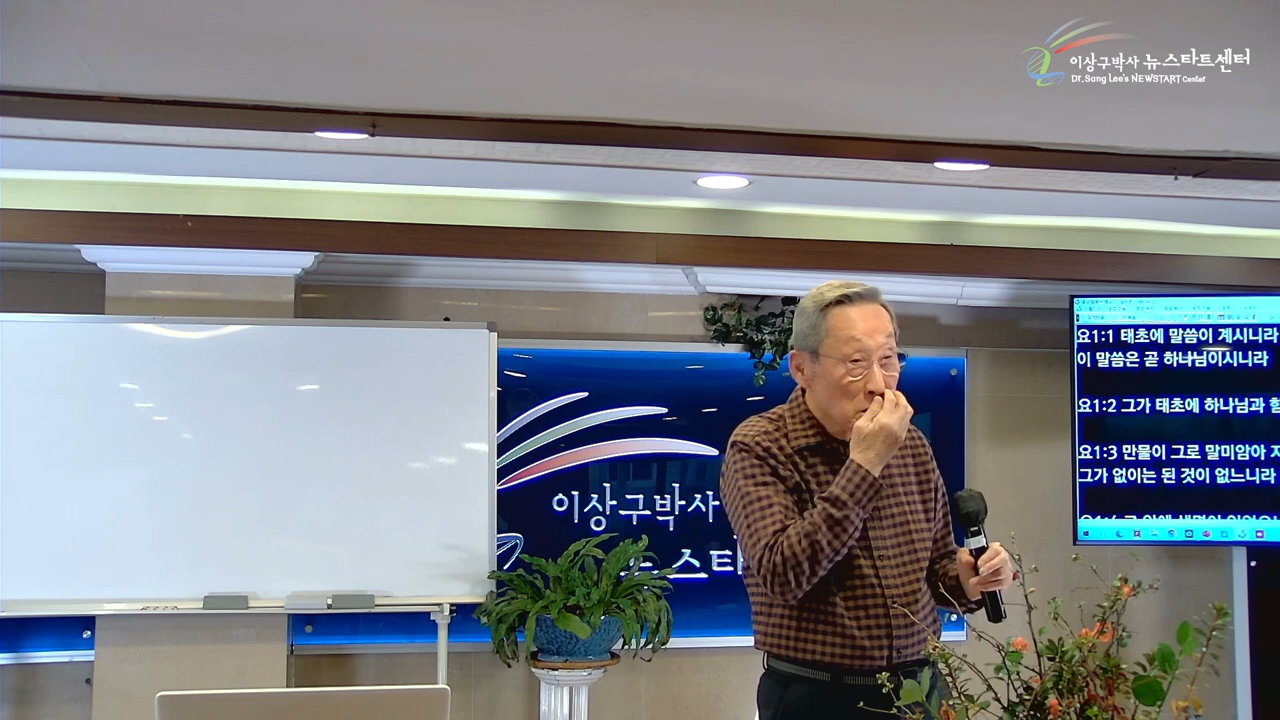 이상구박사 뉴스타트센터
Dr. Sang Lee's NEWSTART Center
요1:1 태초에 말씀이 계시니라
이 말씀은 곧 하나님이시니라
요1:2 그가 태초에 하나님과 함
요1:3 만물이 그로 말미암아 지
그가 없이는 된 것이 없느니라
이상구박사
뉴스타